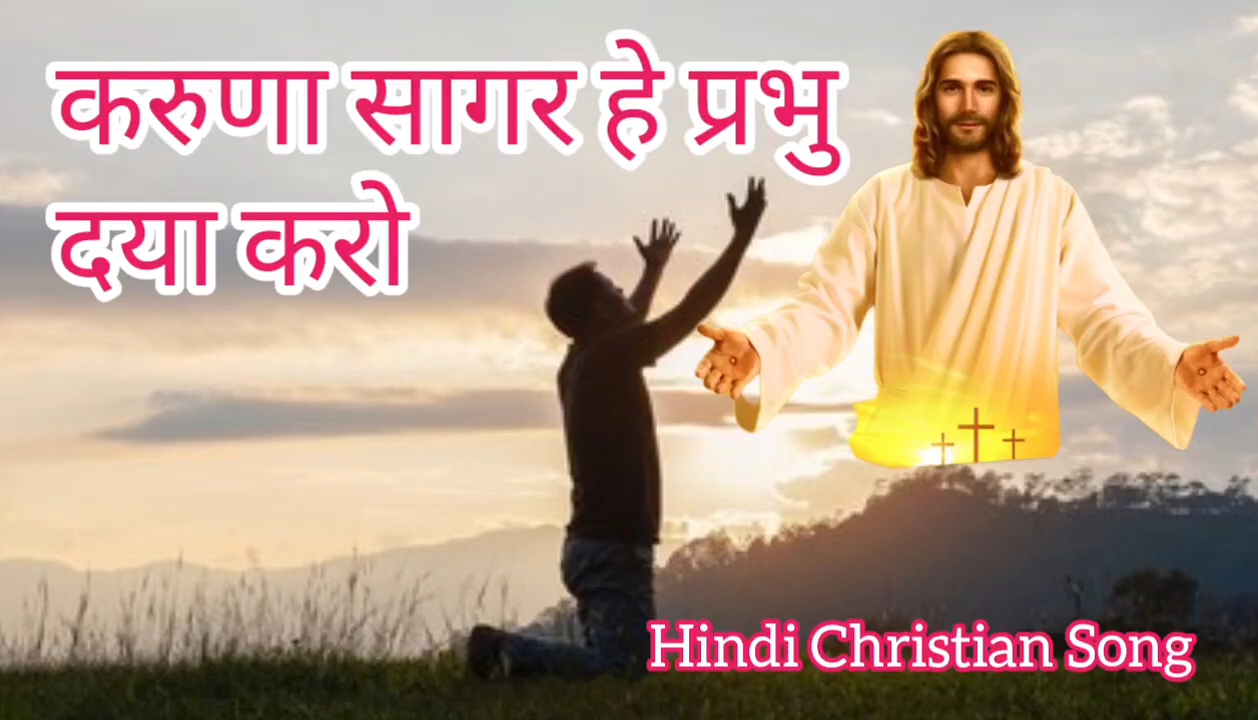 करुणा सागर हे प्रभु
दया करो
Hindi Christian Song